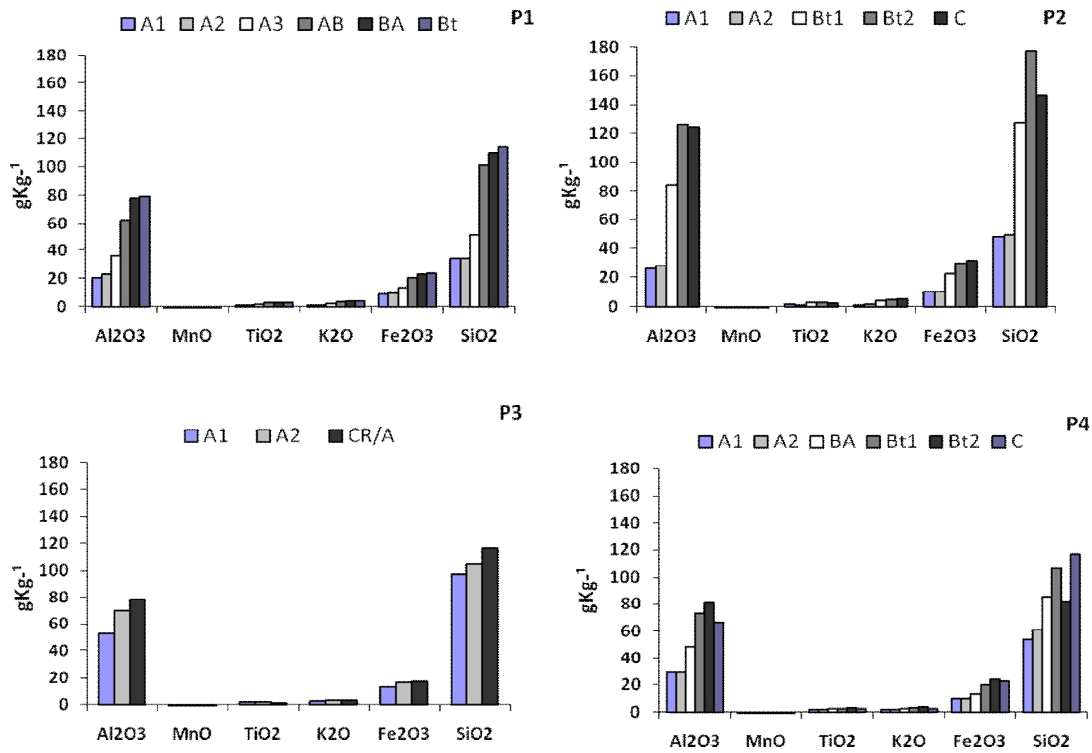 P1
A1 A2 A3 AB BA Bt
gKg-¹
180
160
140
120
100
80
60
40
20
0
Al2O3 MnO TiO2 K2O Fe2O3 SiO2
P2
A1 A2 Bt1 Bt2 C
gKg-¹
180
160
140
120
100
80
60
40
20
0
Al2O3 MnO TiO2 K2O Fe2O3 SiO2
P3
A1 A2 CR/A
gKg-¹
180
160
140
120
100
80
60
40
20
0
Al2O3 MnO TiO2 K2O Fe2O3 SiO2
P4
A1 A2 BA Bt1 Bt2 C
gKg-¹
180
160
140
120
100
80
60
40
20
0
Al2O3 MnO TiO2 K2O Fe2O3 SiO2